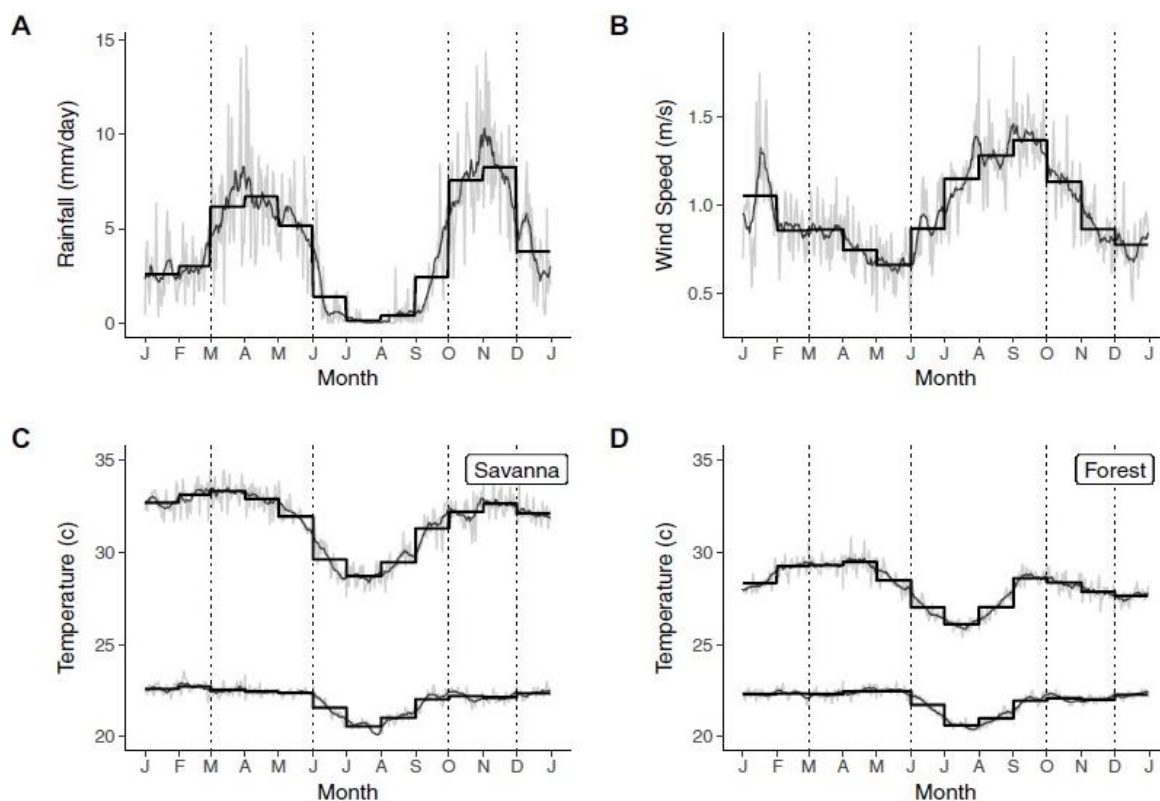 A
Rainfall (mm/day)
15
10
5
0
J F M A M J J A S O N D J
Month
B
Wind Speed (m/s)
1.5
1.0
0.5
J F M A M J J A S O N D J
Month
C
Savanna
Temperature (c)
35
30
25
20
J F M A M J J A S O N D J
Month
D
Forest
Temperature (c)
35
30
25
20
J F M A M J J A S O N D J
Month